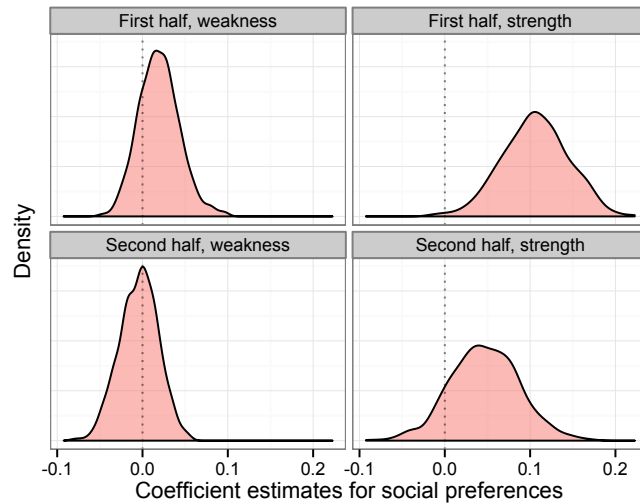 First half, weakness
First half, strength
Density
Second half, weakness
Second half, strength
-0.1 0.0 0.1 0.2 -0.1 0.0 0.1 0.2
Coefficient estimates for social preferences